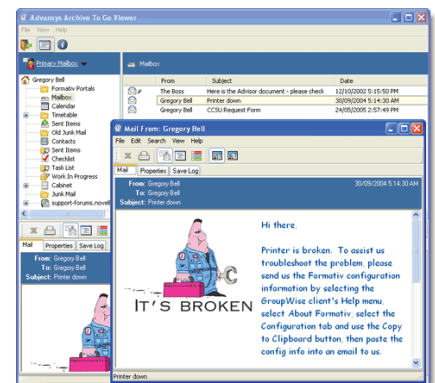 Advansys Archive To Go Viewer
File View Help
Primary Mailbox
Mailbox
From Subject Date
The Boss Here is the Advisor document - please check 12/10/2002 5:15:50 PM
Gregory Bell Printer down 30/09/2004 5:14:30 AM
Gregory Bell CCSU Request Form 24/05/2005 2:57:49 PM
Gregory Bell
Formativ Portals
Mailbox
Calendar
Timetable
Sent Items
Old Junk Mail
Contacts
Sent Items
Checklist
Task List
Work In Progress
Cabinet
Junk Mail
support-forums.novell
Mail Properties Save Log
From: Gregory Bell
To: Gregory Bell
Subject: Printer down
IT'S BRO
Mail From: Gregory Bell
File Edit Search View Help
Mail Properties Save Log
From: Gregory Bell 30/09/2004 5:14:30 AM
To: Gregory Bell
Subject: Printer down
IT'S BROKEN
Hi there,
Printer is broken. To assist us
troubleshoot the problem, please
send us the Formativ configuration
information by selecting the
GroupWise client's Help menu,
select About Formativ, select the
Configuration tab and use the Copy
to Clipboard button, then paste the
config info into an email to us.
Printer down